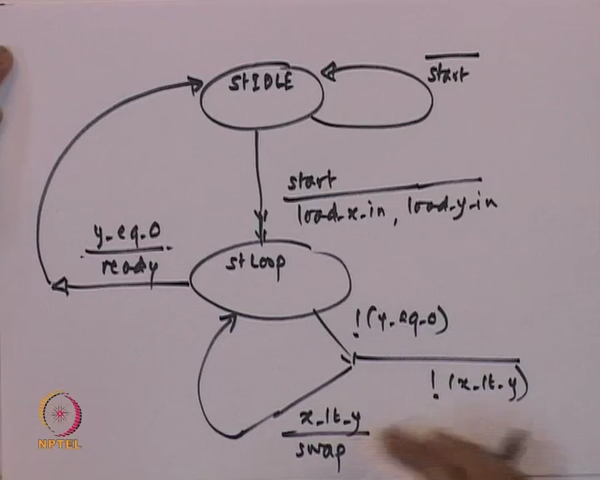 stIDLE
start
start
load_x_in, load_y_in
y_eq_0
ready
stLoop
!(y_eq_0)
!(x_lt_y)
x_lt_y
swap
NPTEL